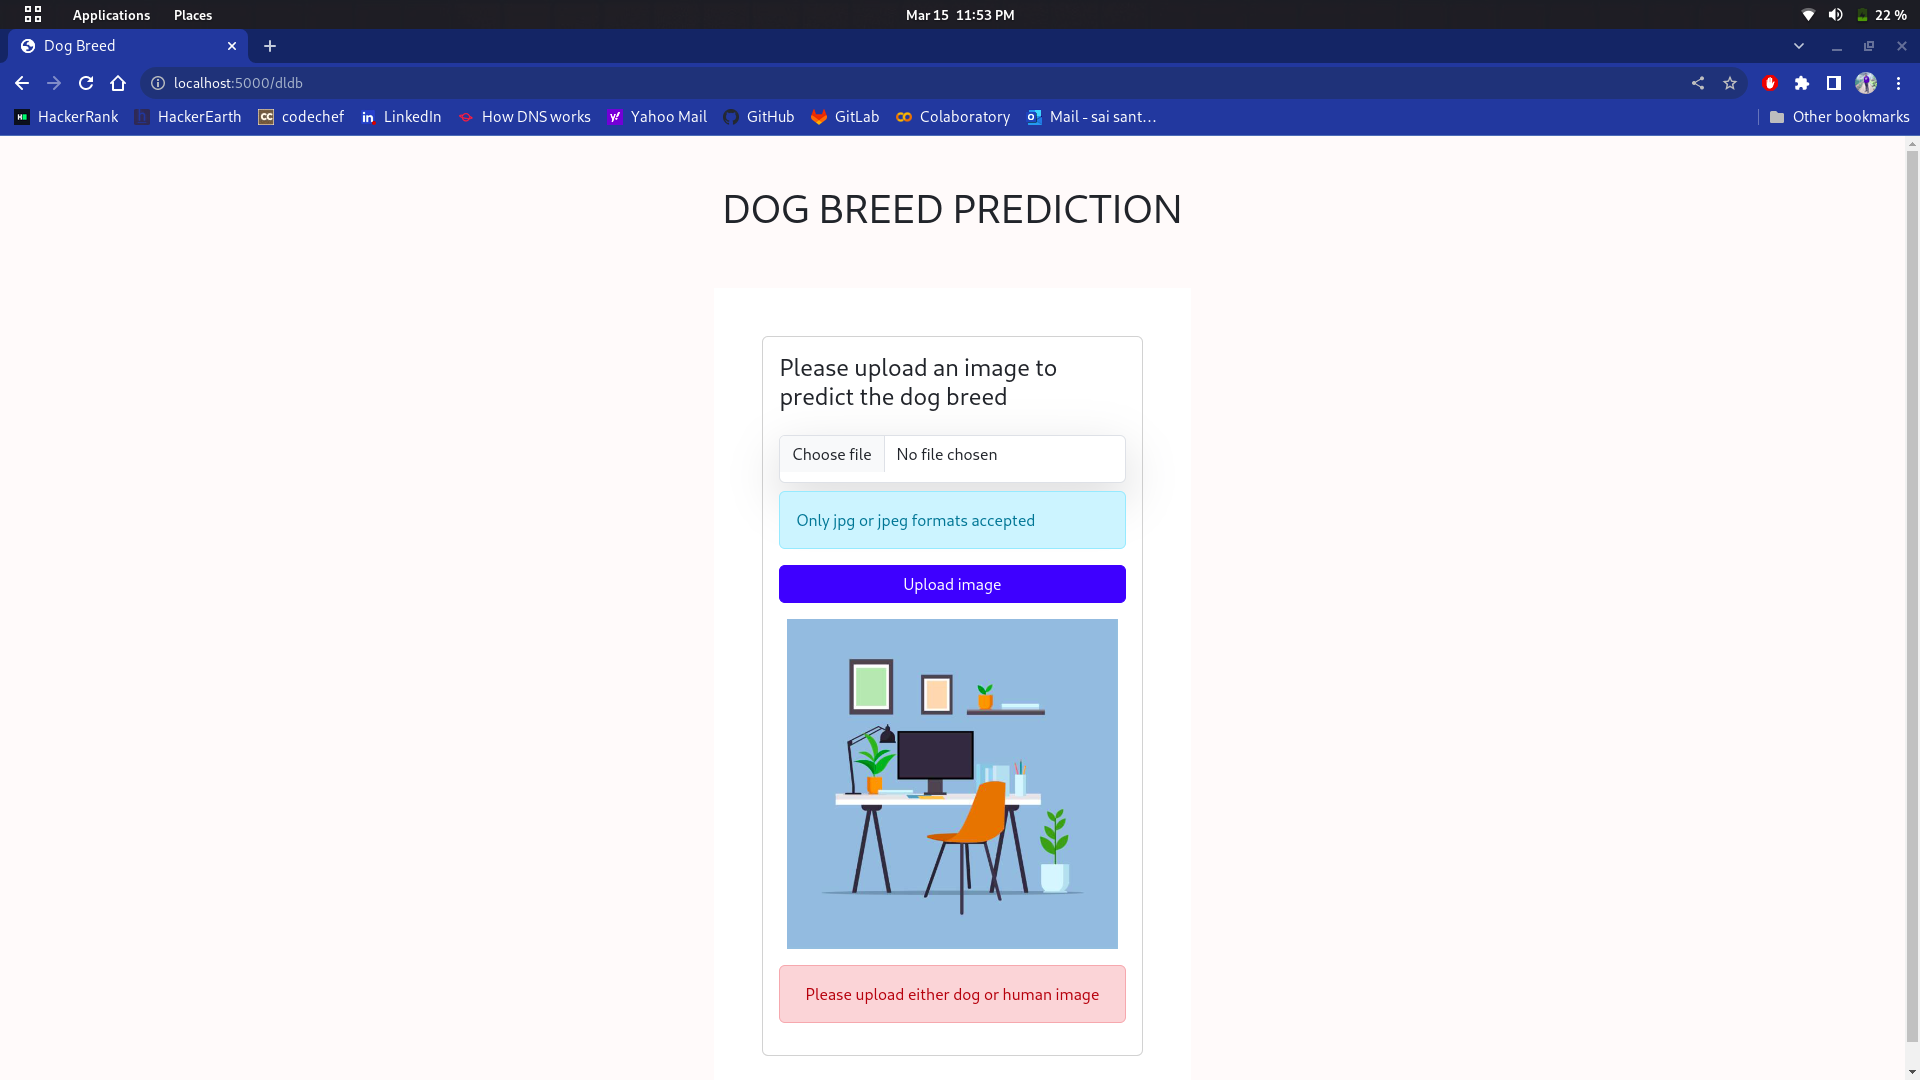 Applications Places Mar 15 11:53 PM 22 %
Dog Breed
localhost:5000/dldb
HackerRank HackerEarth CC codechef in LinkedIn How DNS works Yahoo Mail GitHub GitLab Colaboratory Mail - sai sant... Other bookmarks
DOG BREED PREDICTION
Please upload an image to
predict the dog breed
Choose file No file chosen
Only jpg or jpeg formats accepted
Upload image
Please upload either dog or human image